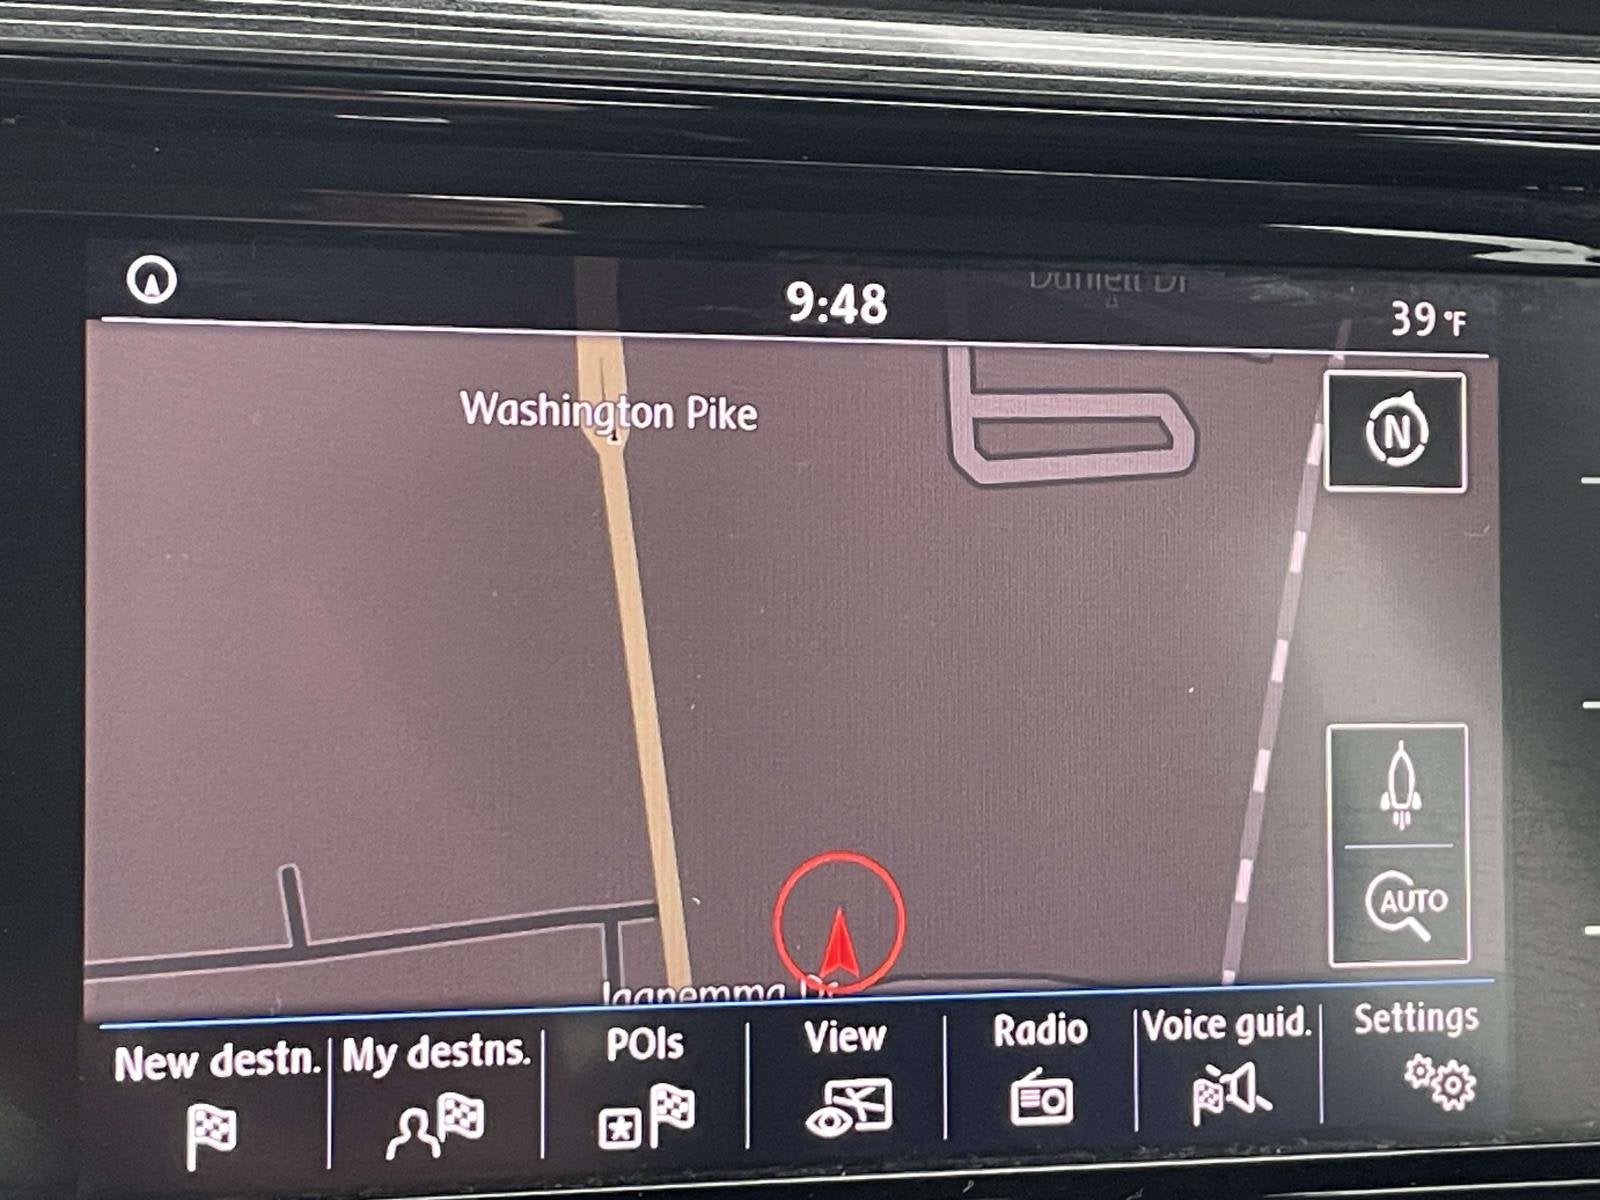 9:48
39 °F
Washington Pike
N
AUTO
New destn.
My destns.
POIs
View
Radio
Voice guid.
Settings